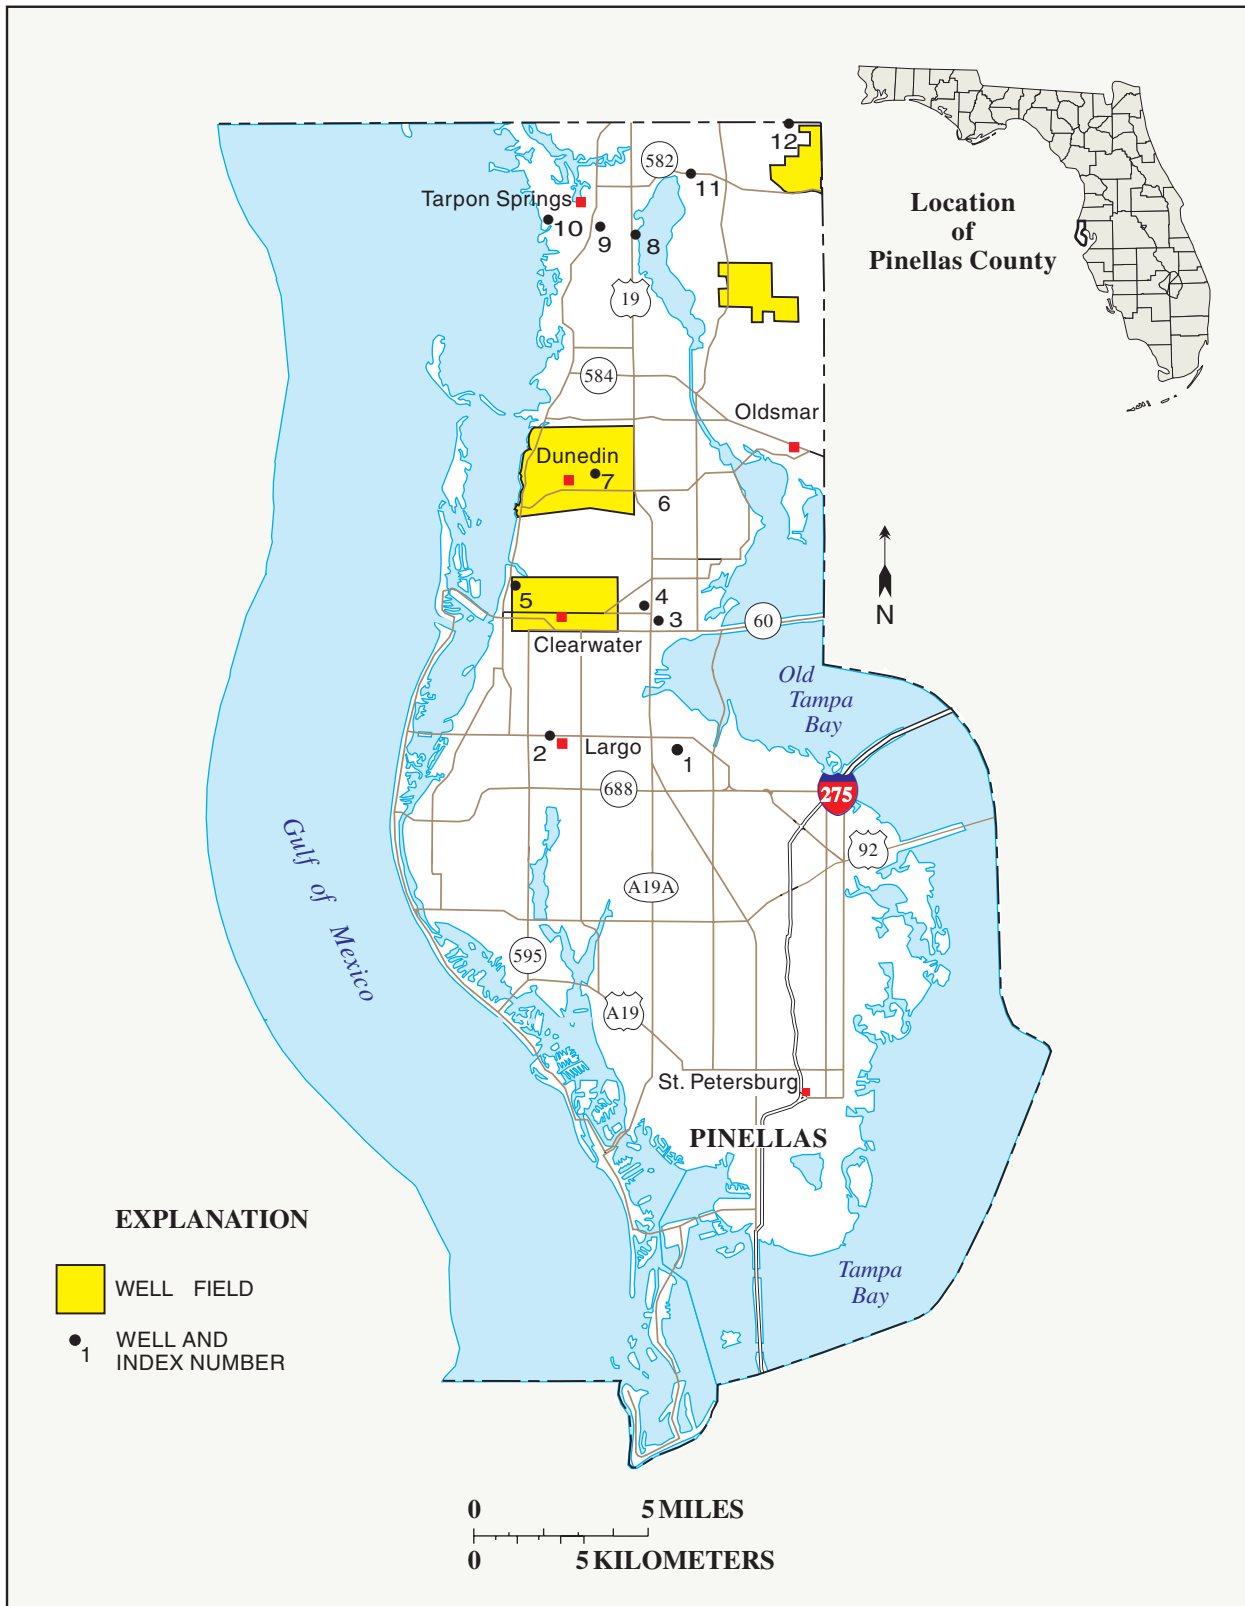 12
582
11
Tarpon Springs
10
9
8
Location
of
Pinellas County
19
584
Oldsmar
Dunedin
7
6
N
5
4
3
60
Clearwater
Old
Tampa
Bay
2
Largo
1
688
275
92
Gulf of Mexico
A19A
595
A19
St. Petersburg
PINELLAS
EXPLANATION
WELL FIELD
1
WELL AND
INDEX NUMBER
Tampa
Bay
0 5 MILES
0 5 KILOMETERS